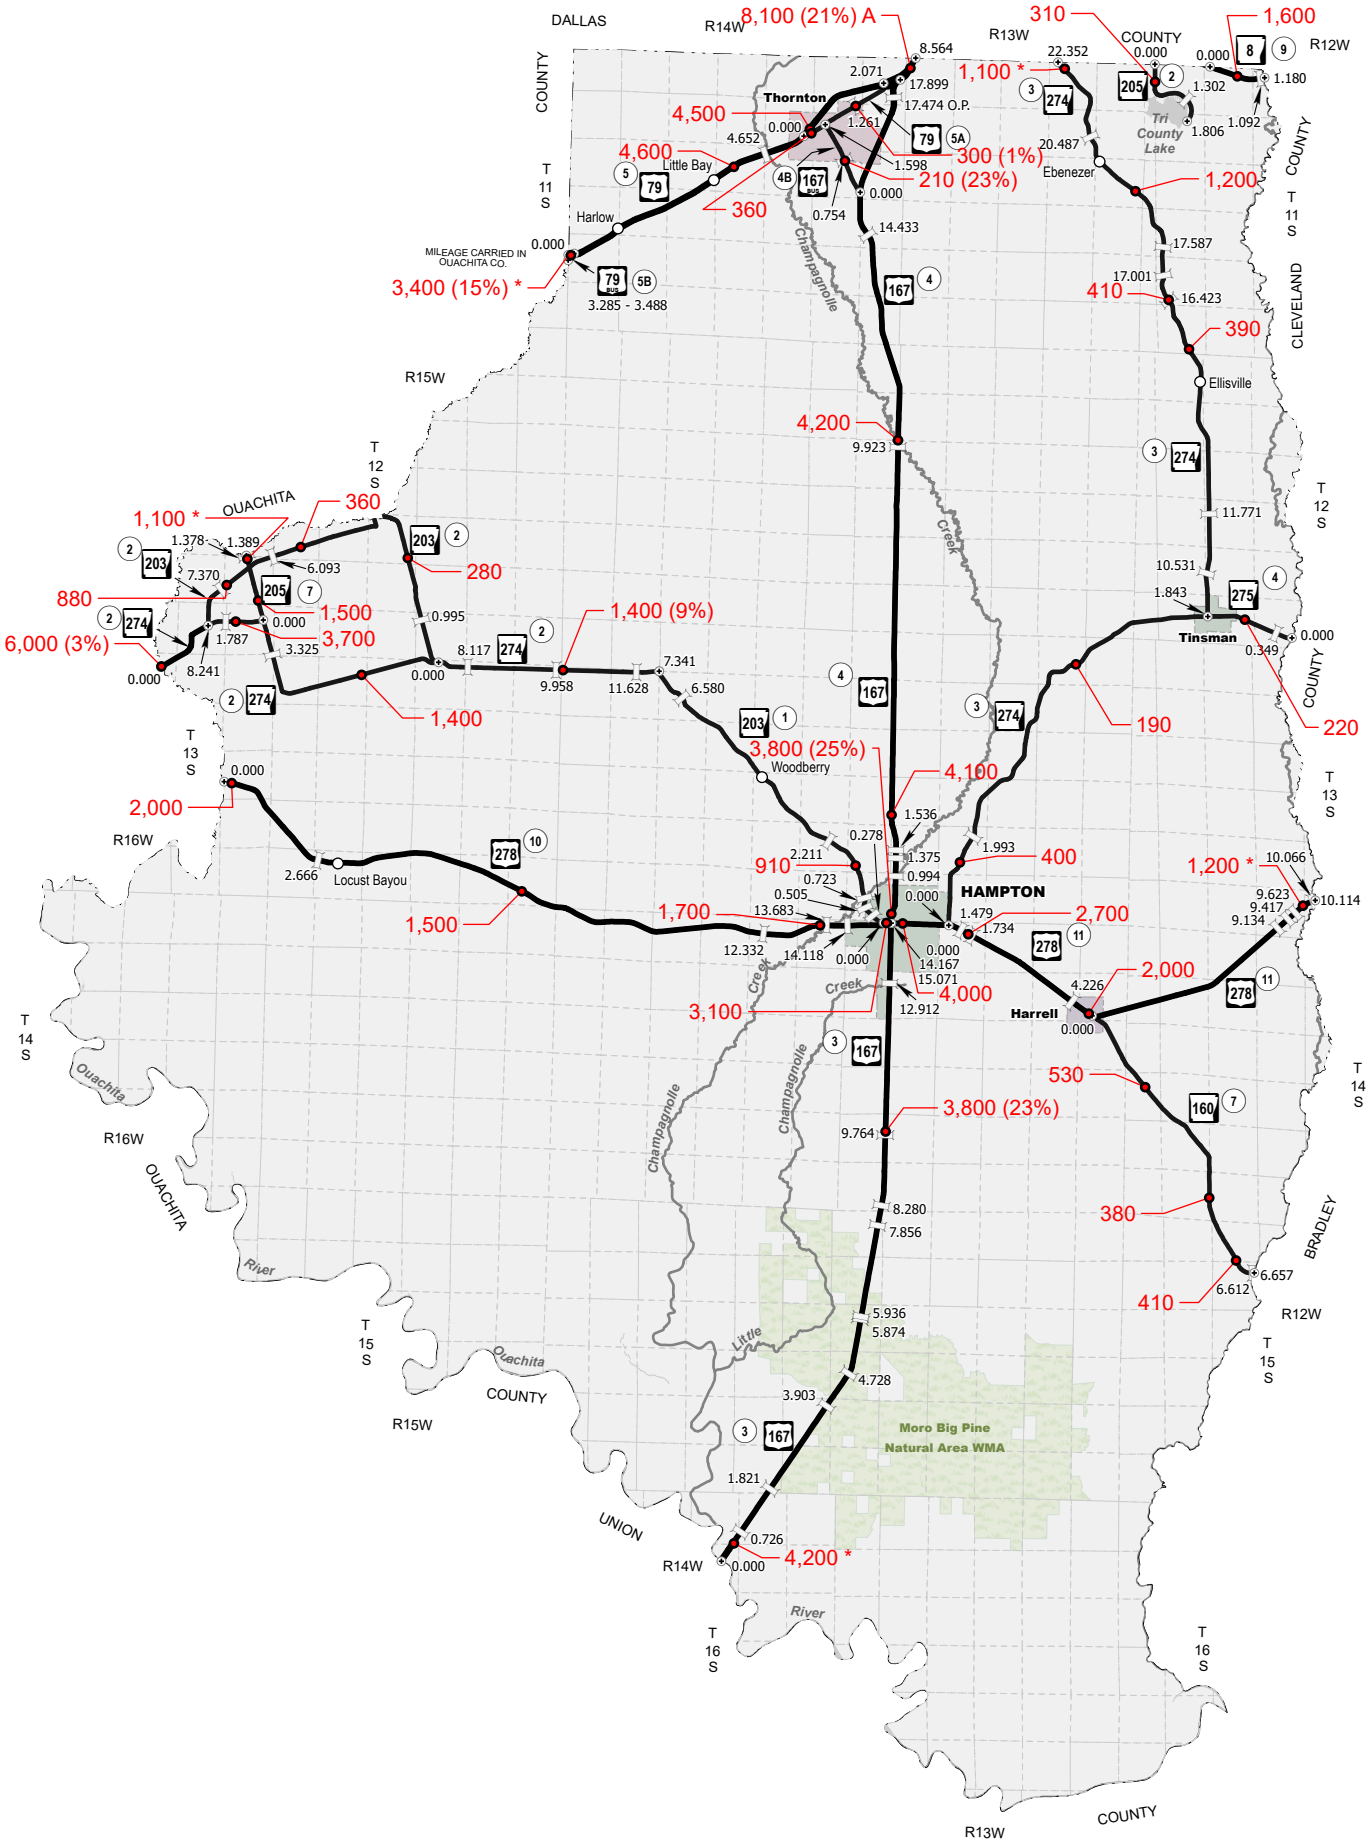 DALLAS
R14W
8,100 (21%) A
310
1,600
R13W
COUNTY
R12W
8
9
8.564
22.352
0.000
0.000
1.180
COUNTY
2.071
17.899
1,100 *
205
2
1.302
1.092
Thornton
17.474 O.P.
3
274
Tri
County
Lake
1.806
4,500
0.000
1.261
79
5A
COUNTY
4.652
20.487
4,600
Little Bay
1.598
300 (1%)
Ebenezer
5
79
4B
167
BUS
210 (23%)
T
11
S
360
0.754
0.000
1,200
T
11
S
Harlow
14.433
0.000
MILEAGE CARRIED IN
OUACHITA CO.
17.587
Champagnolle
17.001
3,400 (15%) *
79
BUS
5B
167
4
410
16.423
CLEVELAND
3.285 - 3.488
390
R15W
Ellisville
4,200
9.923
3
274
T
12
S
T
12
S
OUACHITA
360
1,100 *
11.771
Creek
1.378
1.389
203
2
2
203
7.370
6.093
280
10.531
880
205
7
1,500
1.843
275
4
2
274
0.000
0.995
1,400 (9%)
6,000 (3%)
1.787
3,700
3.325
8.117
274
2
Tinsman
0.349
0.000
0.000
8.241
0.000
9.958
11.628
7.341
2
274
6.580
4
167
COUNTY
1,400
203
1
3
274
190
220
T
13
S
3,800 (25%)
0.000
Woodberry
4,100
T
13
S
2,000
R16W
278
10
0.278
1.536
2.666
Locust Bayou
2.211
1.375
1.993
910
0.994
400
1,200 *
10.066
0.723
0.000
HAMPTON
9.623
10.114
0.505
1,500
1,700
13.683
1.479
2,700
9.417
1.734
9.134
12.332
14.118
0.000
0.000
278
11
14.167
15.071
2,000
Creek
Creek
4,000
4.226
278
11
3,100
12.912
Harrell
0.000
T
14
S
3
167
Ouachita
T
14
S
530
Champagnolle
Champagnolle
3,800 (23%)
160
7
9.764
R16W
OUACHITA
380
8.280
7.856
BRADLEY
River
6.657
6.612
410
5.936
5.874
R12W
T
15
S
Little
T
15
S
Ouachita
COUNTY
4.728
3.903
R15W
3
167
Moro Big Pine
Natural Area WMA
1.821
UNION
0.726
4,200 *
R14W
0.000
River
T
16
S
T
16
S
COUNTY
R13W